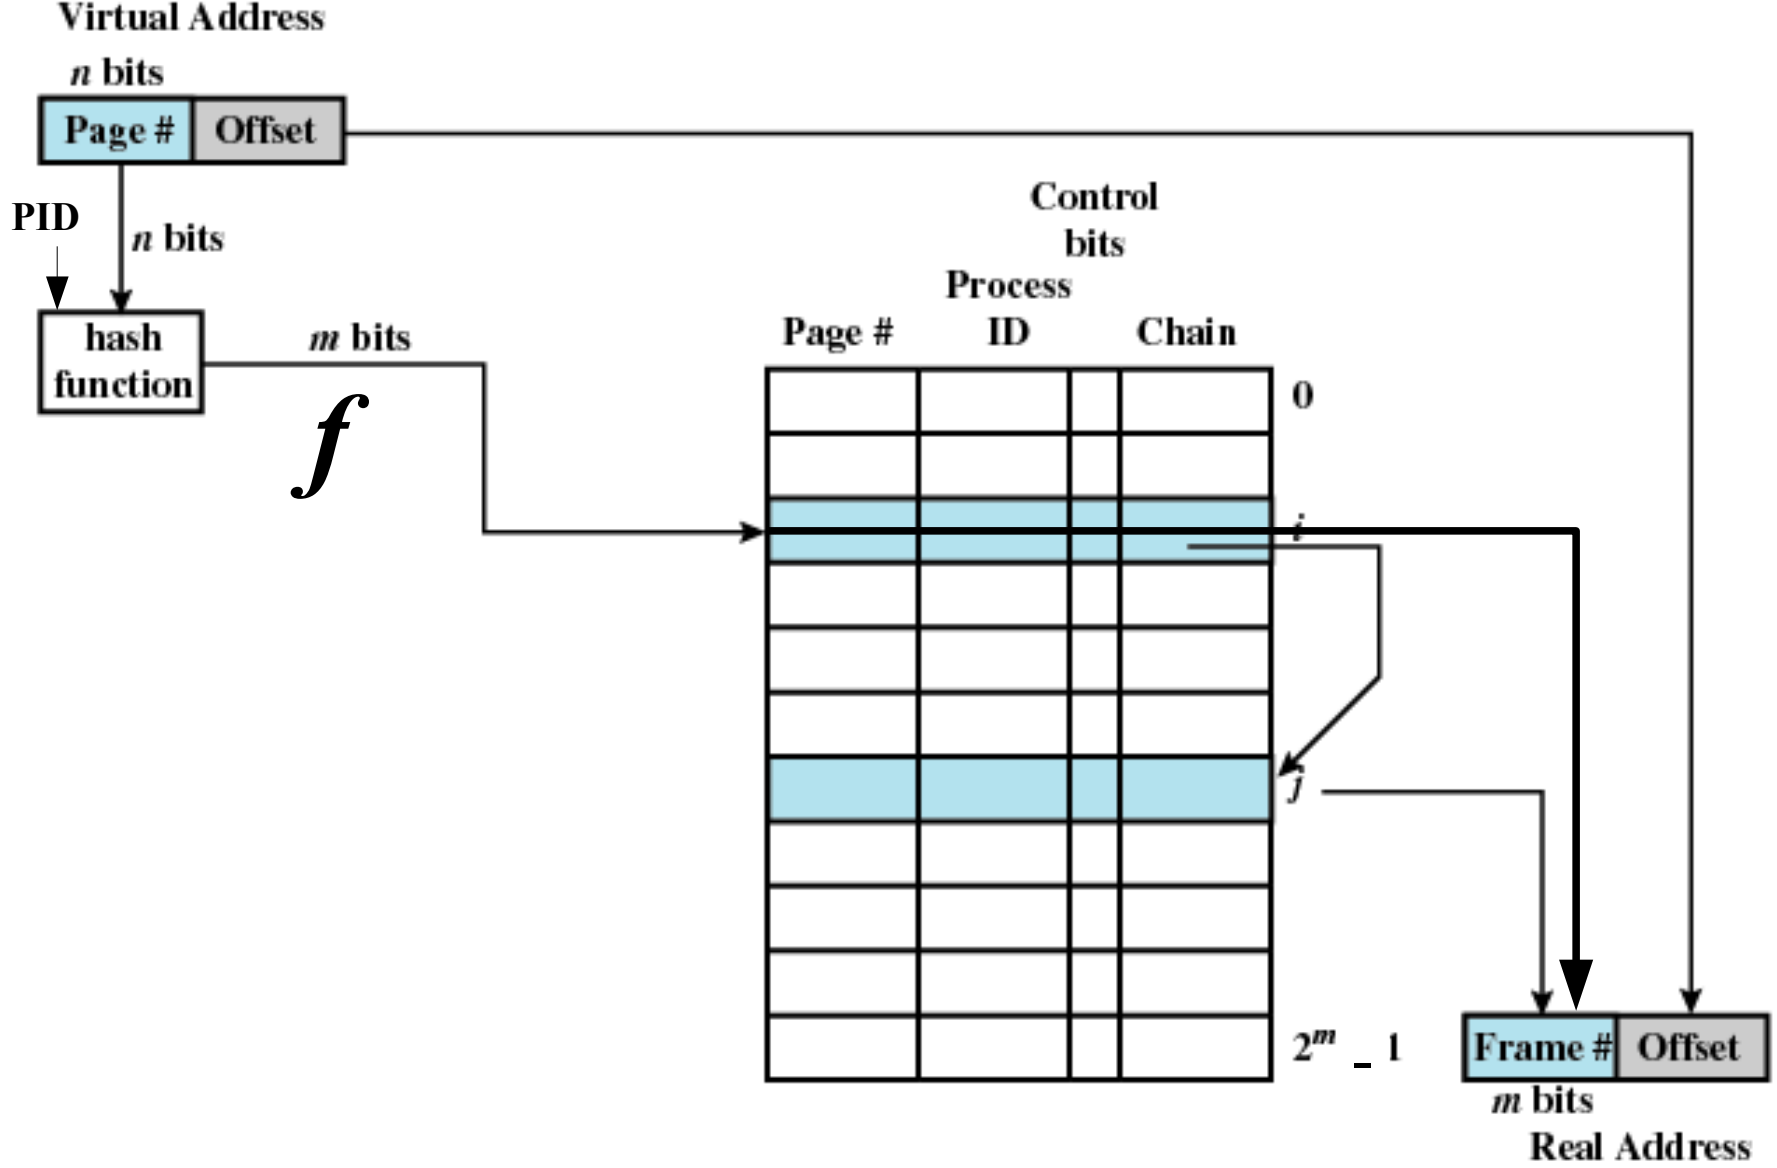 Virtual Address
n bits
Page # Offset
PID
n bits
hash
function
m bits
f
Control
bits
Process
Page # ID Chain
0
i
j
2^m - 1
Frame # Offset
m bits
Real Address